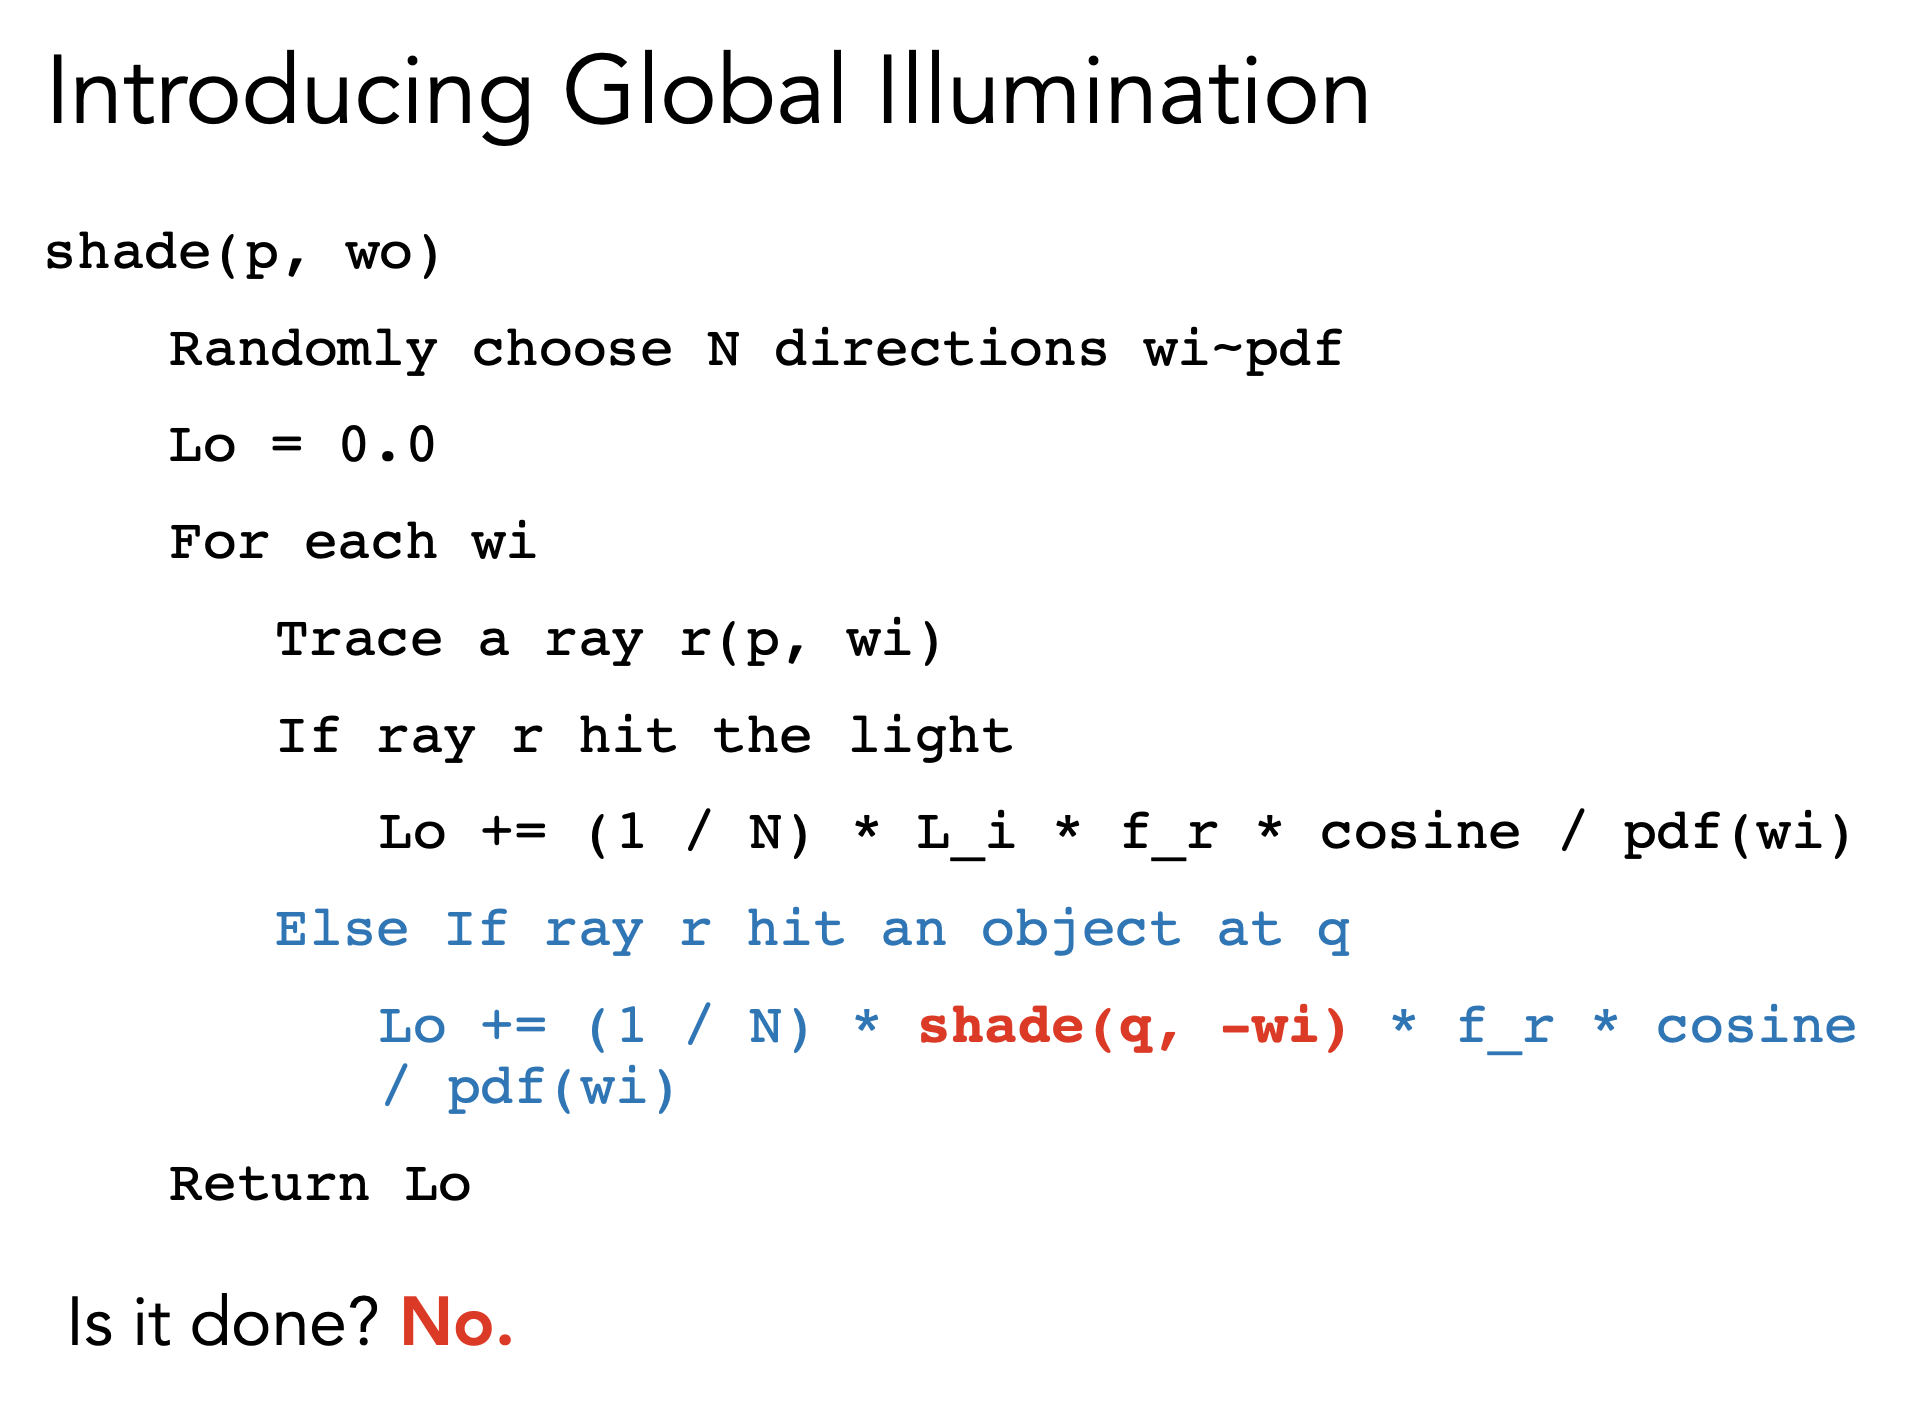 Introducing Global Illumination
shade(p, wo)
Randomly choose N directions wi~pdf
Lo = 0.0
For each wi
Trace a ray r(p, wi)
If ray r hit the light
Lo += (1 / N) * L_i * f_r * cosine / pdf(wi)
Else If ray r hit an object at q
Lo += (1 / N) * shade(q, -wi) * f_r * cosine
/ pdf(wi)
Return Lo
Is it done? No.